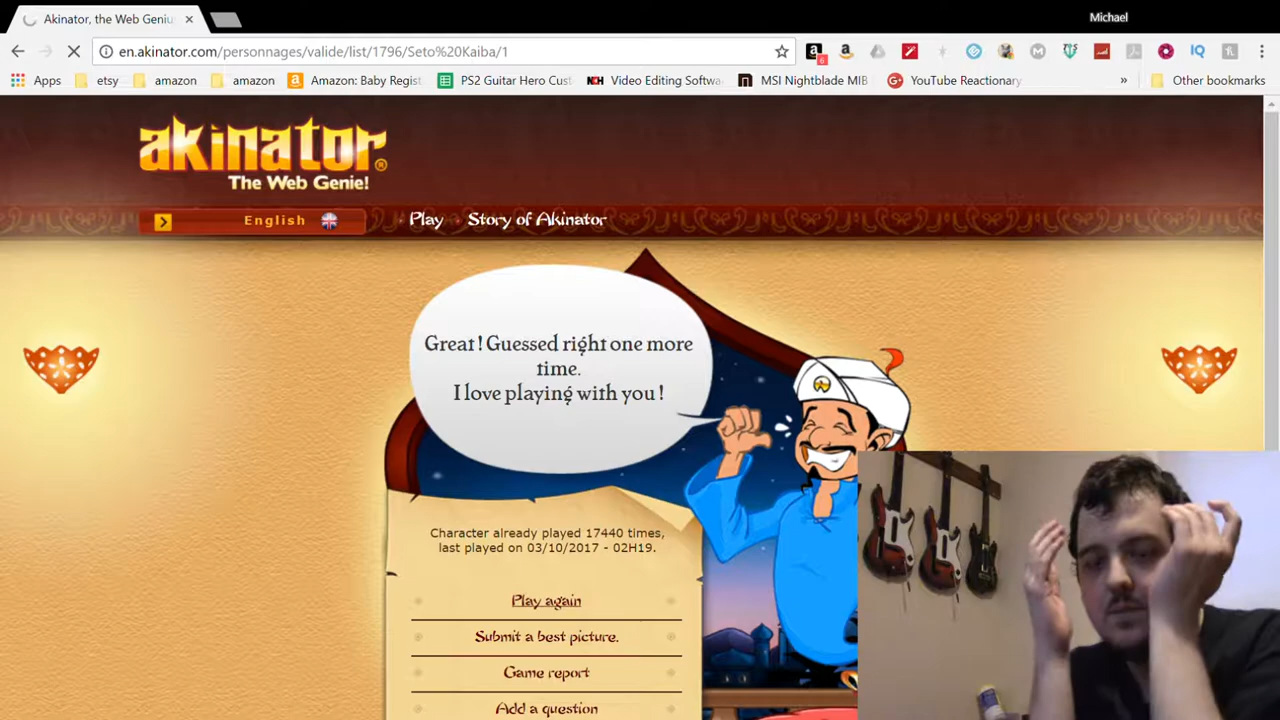 Akinator, the Web Geniu
Michael
en.akinator.com/personnages/valide/list/1796/Seto%20Kaiba/1
6
IQ
Apps
etsy
amazon
amazon
Amazon: Baby Regist
PS2 Guitar Hero Cust
NCH
Video Editing Softwa
MSI Nightblade MIB
YouTube Reactionary
»
Other bookmarks
akinator®
The Web Genie!
English
Play
Story of Akinator
Great! Guessed right one more
time.
I love playing with you!
Character already played 17440 times,
last played on 03/10/2017 - 02H19.
Play again
Submit a best picture.
Game report
Add a question